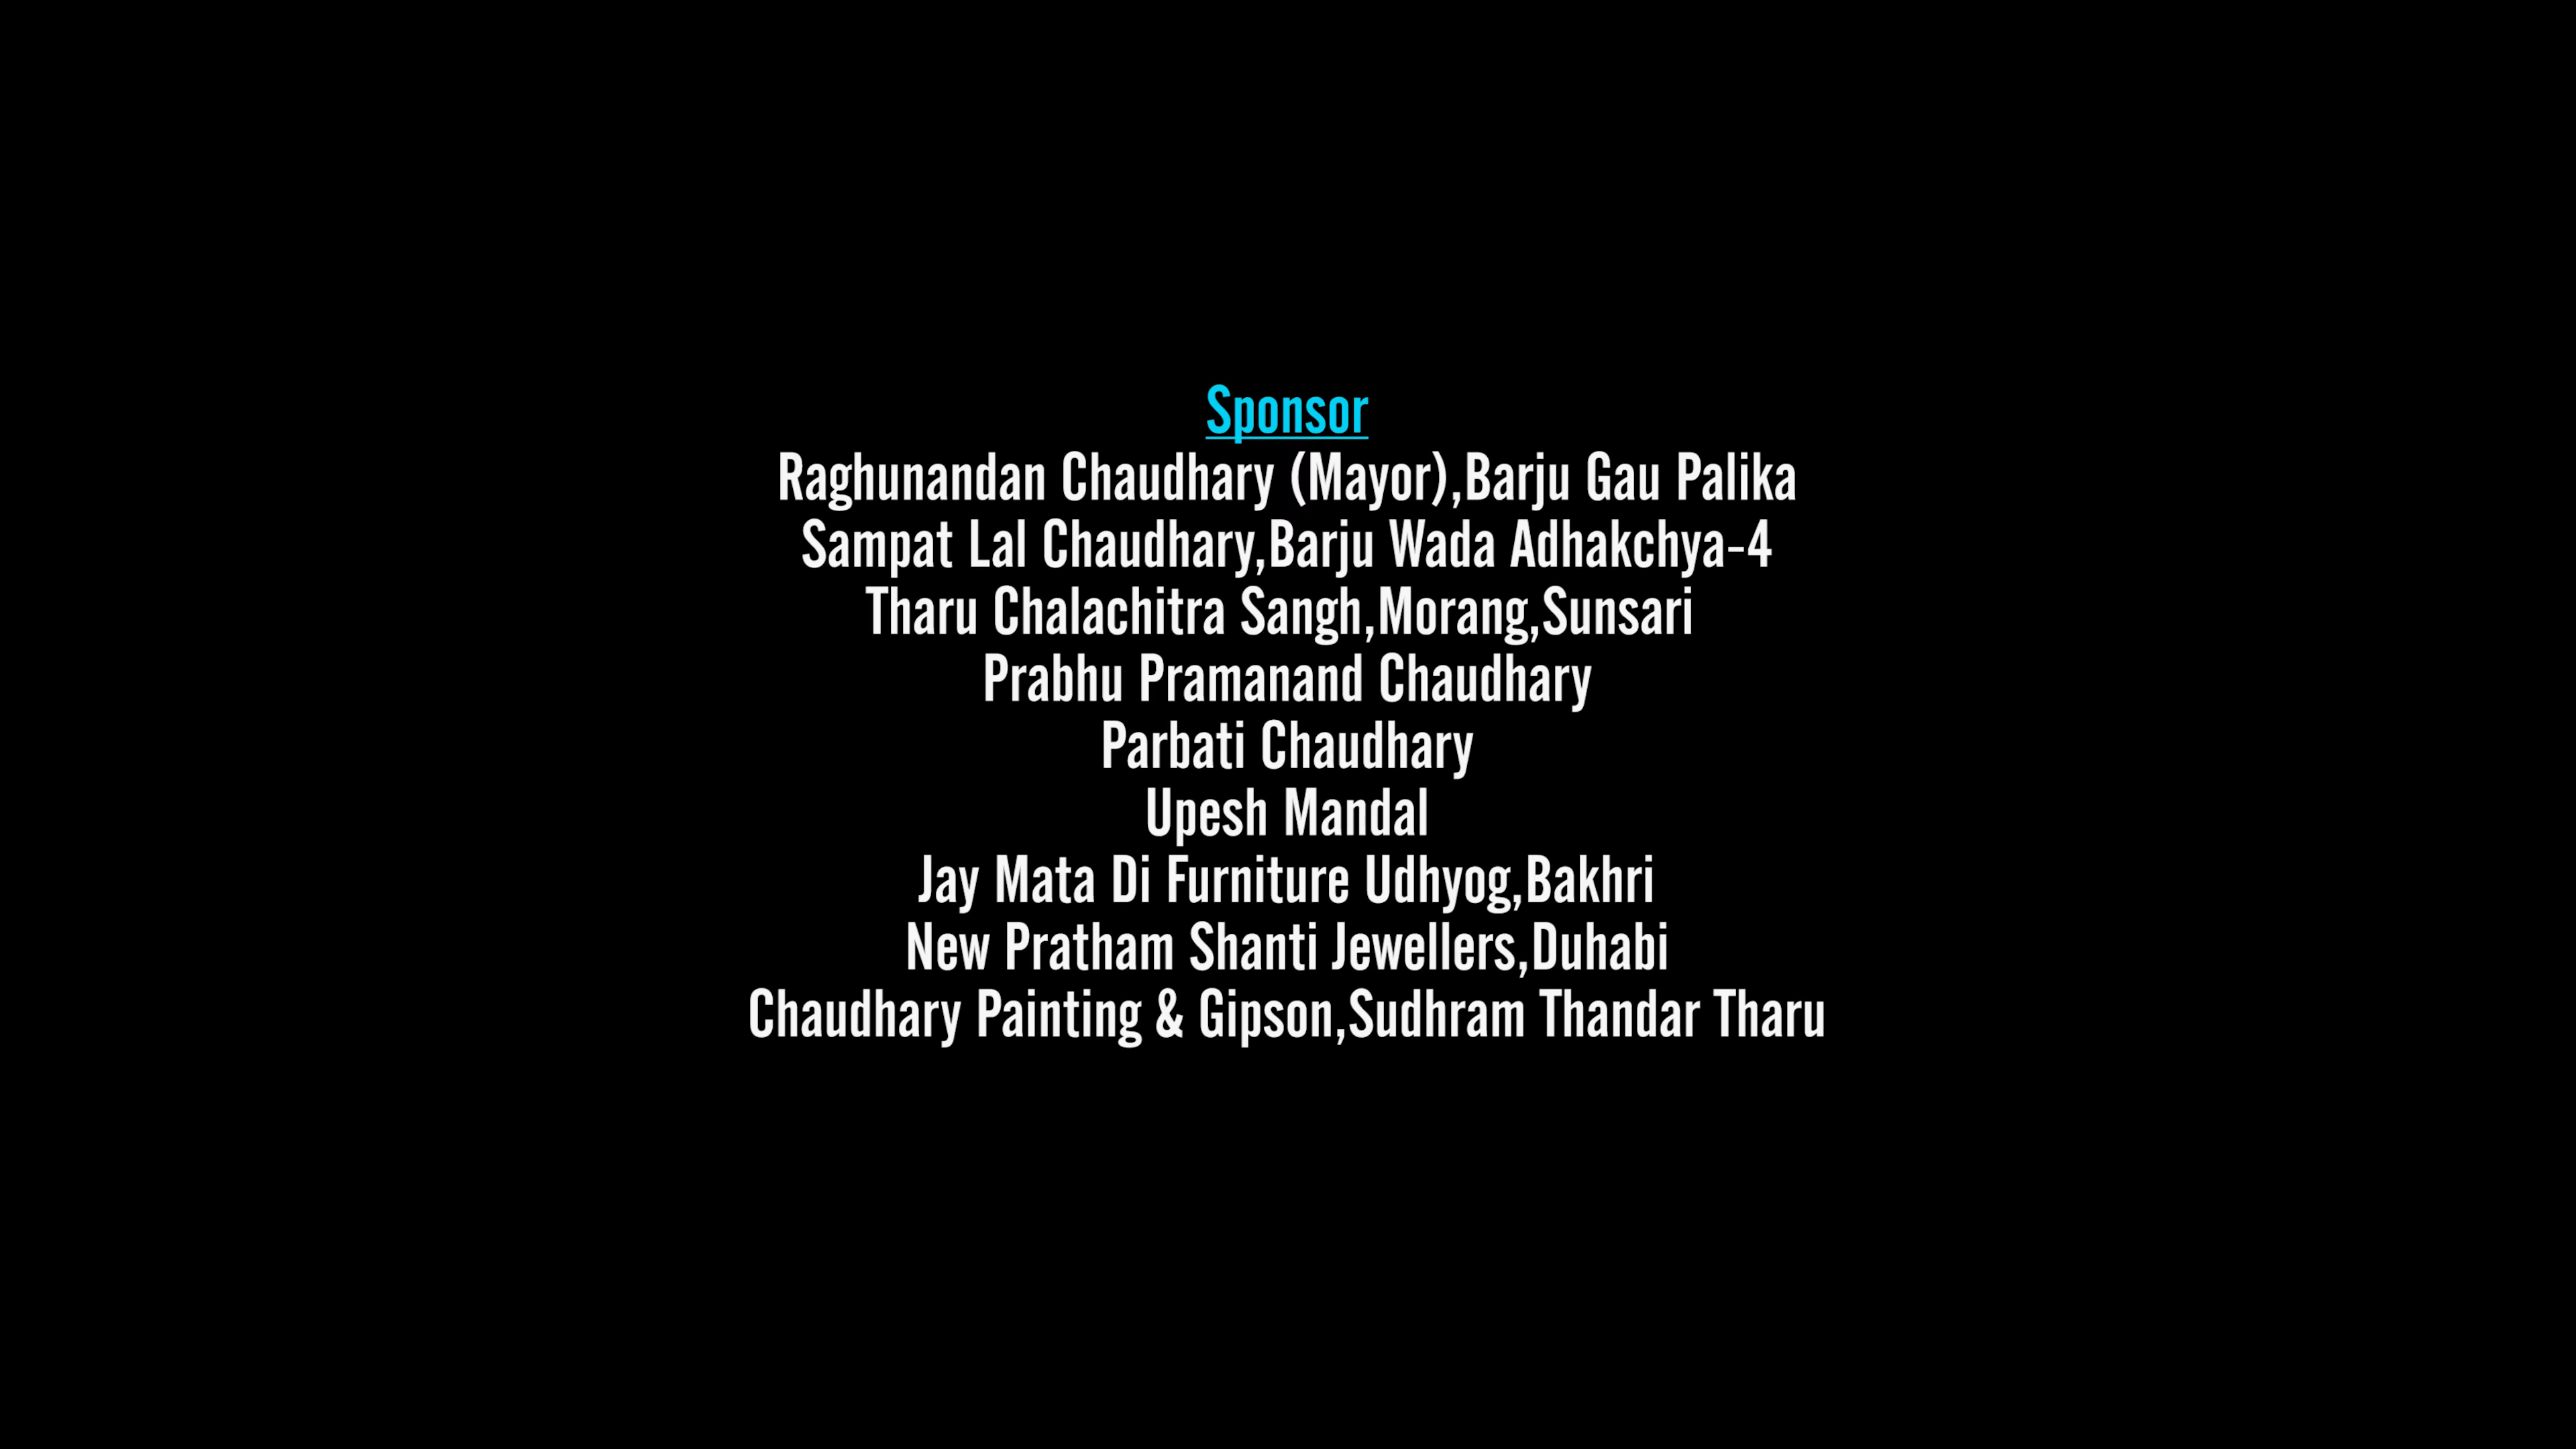 Sponsor
Raghunandan Chaudhary (Mayor),Barju Gau Palika
Sampat Lal Chaudhary,Barju Wada Adhakchya-4
Tharu Chalachitra Sangh,Morang,Sunsari
Prabhu Pramanand Chaudhary
Parbati Chaudhary
Upesh Mandal
Jay Mata Di Furniture Udhyog,Bakhri
New Pratham Shanti Jewellers,Duhabi
Chaudhary Painting & Gipson,Sudhram Thandar Tharu